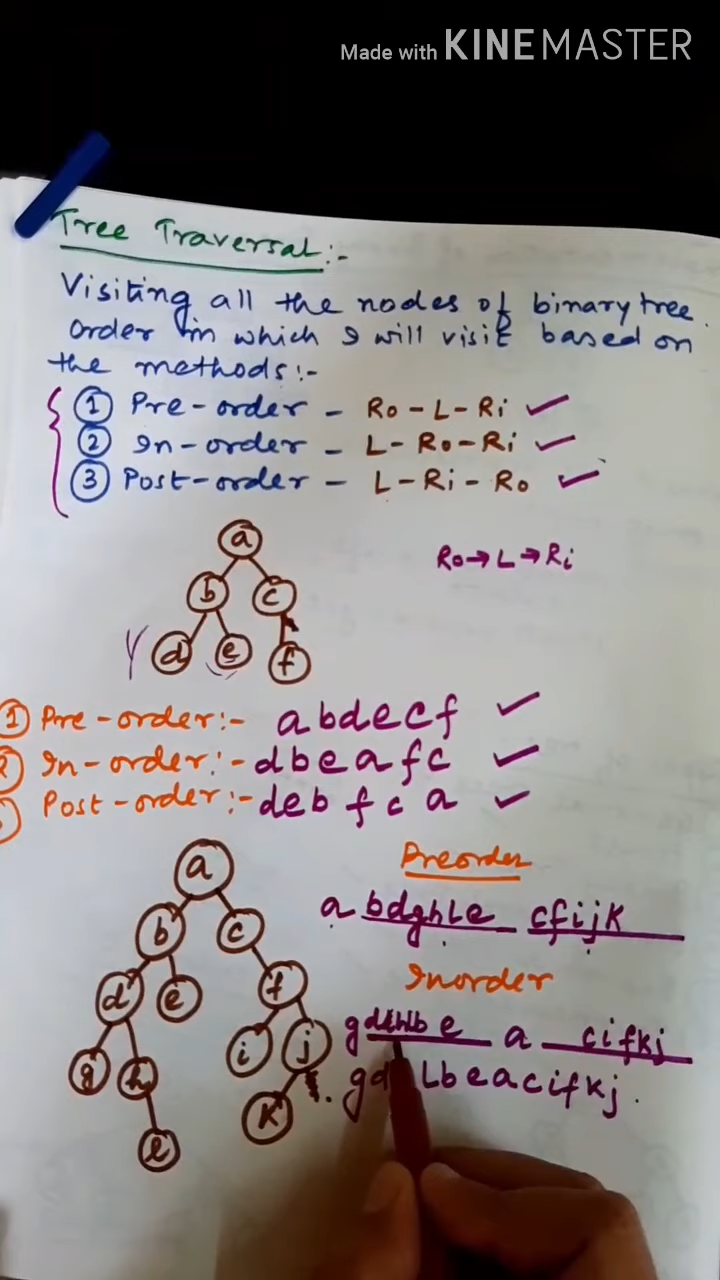 Made with KINEMASTER
Tree Traversal:-
Visiting all the nodes of binary tree.
order in which I will visit based on
the methods:-
① Pre-order - Ro-L-Ri ✓
② In-order - L-Ro-Ri ✓
③ Post-order - L-Ri-Ro ✓
Ro→L→Ri
a
b c
d e f
① Pre-order:- abdecf ✓
In-order:- dbeafc ✓
Post-order:- debfca ✓
a
b c
d e f
g h i j
l k
Preorder
a bdghle cfijk
Inorder
e a cifkj
gd Lbeacifkj.